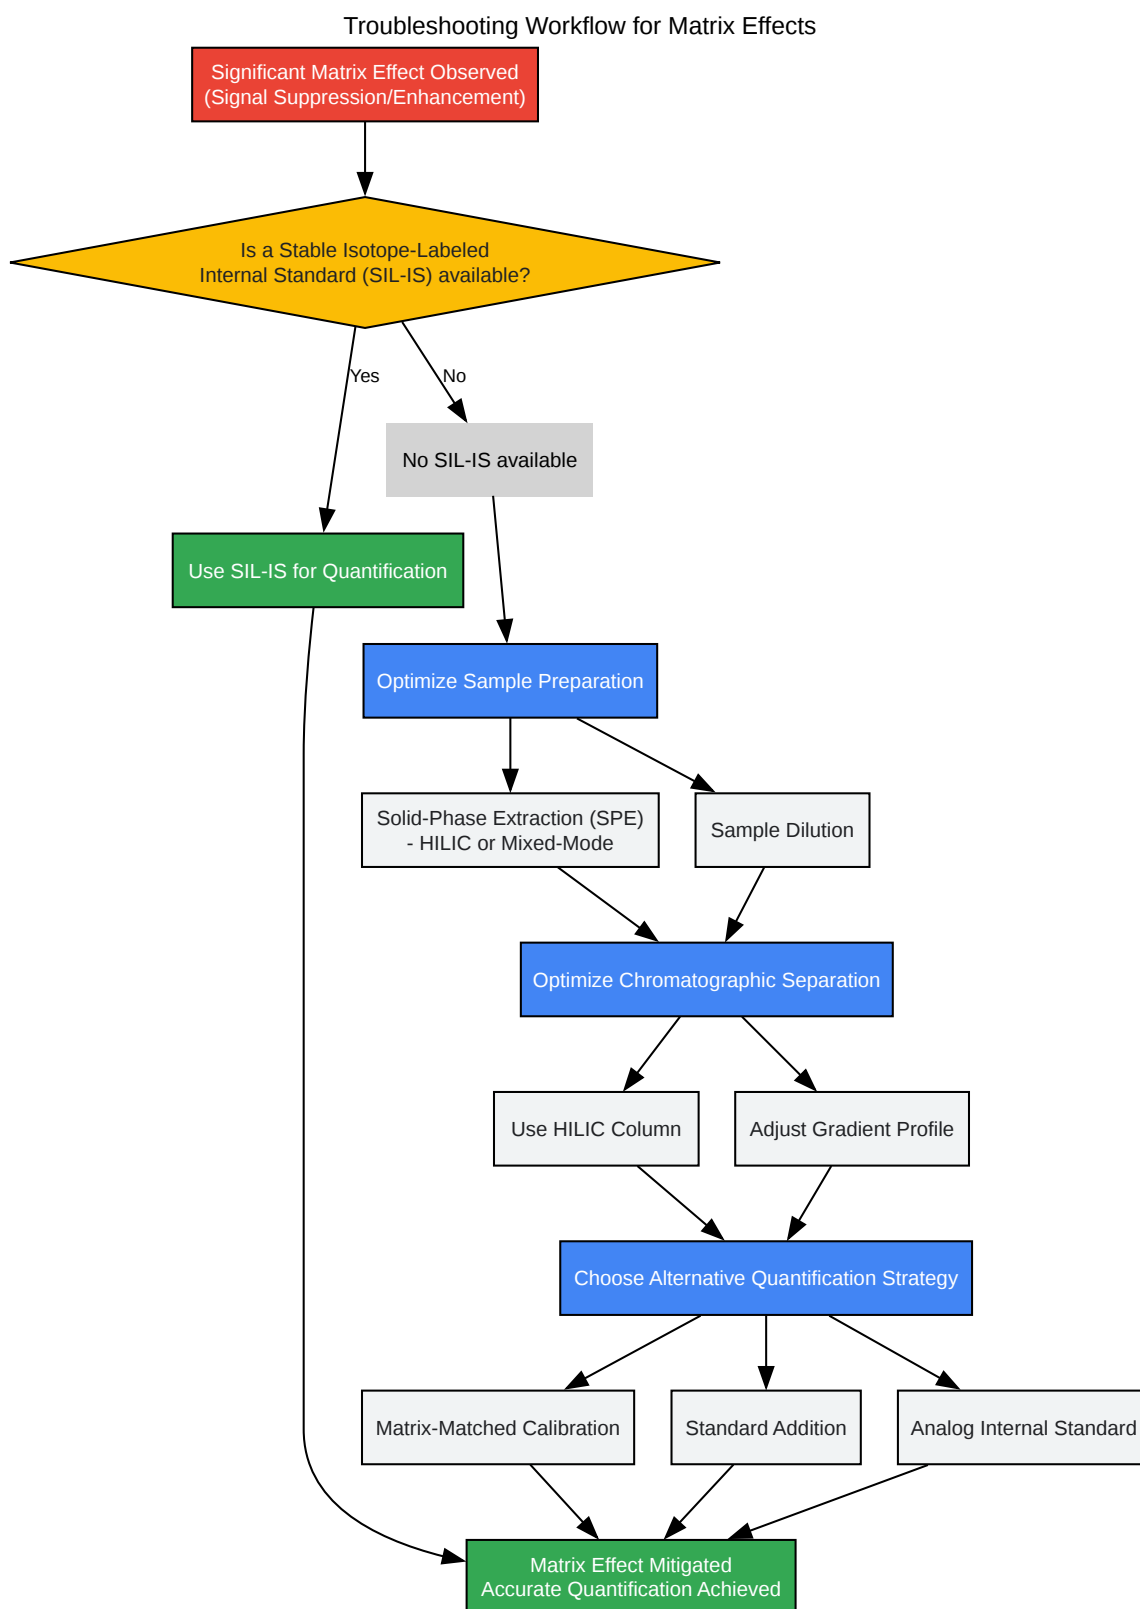 Troubleshooting Workflow for Matrix Effects
Significant Matrix Effect Observed
(Signal Suppression/Enhancement)
Is a Stable Isotope-Labeled
Internal Standard (SIL-IS) available?
Yes
No
No SIL-IS available
Use SIL-IS for Quantification
Optimize Sample Preparation
Solid-Phase Extraction (SPE)
- HILIC or Mixed-Mode
Sample Dilution
Optimize Chromatographic Separation
Use HILIC Column
Adjust Gradient Profile
Choose Alternative Quantification Strategy
Matrix-Matched Calibration
Standard Addition
Analog Internal Standard
Matrix Effect Mitigated
Accurate Quantification Achieved